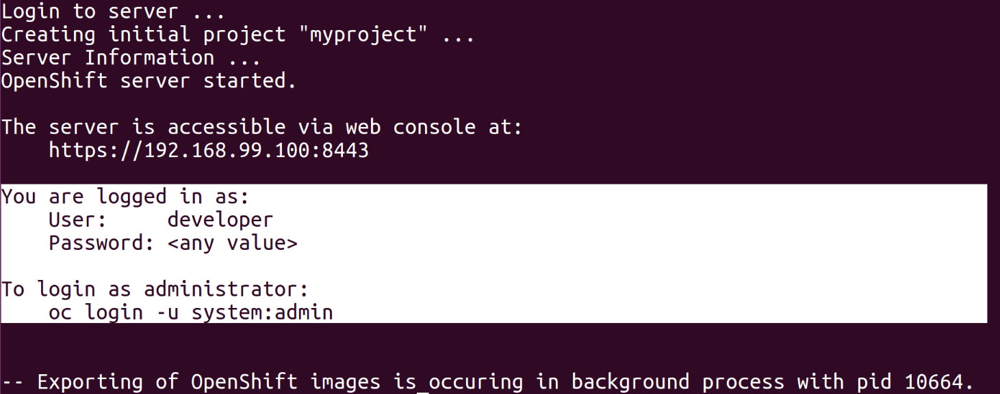 Login to server ...
Creating initial project "myproject" ...
Server Information ...
OpenShift server started.
The server is accessible via web console at:
https://192.168.99.100:8443
You are logged in as:
User: developer
Password: <any value>
To login as administrator:
oc login -u system:admin
-- Exporting of OpenShift images is occuring in background process with pid 10664.